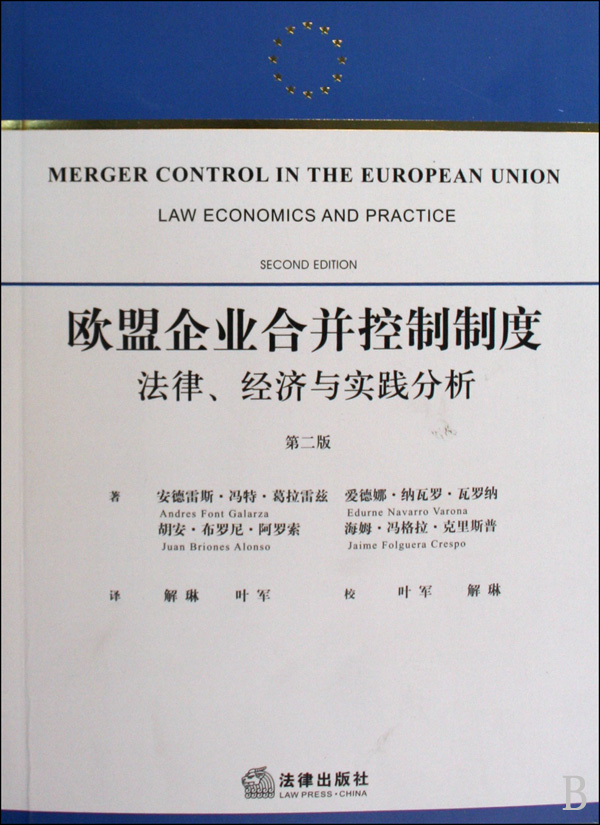 MERGER CONTROL IN THE EUROPEAN UNION
LAW ECONOMICS AND PRACTICE
SECOND EDITION
欧盟企业合并控制制度
法律、经济与实践分析
第二版
著 安德雷斯·冯特·葛拉雷兹 爱德娜·纳瓦罗·瓦罗纳
Andres Font Galarza Edurne Navarro Varona
胡安·布罗尼·阿罗索 海姆·冯格拉·克里斯普
Juan Briones Alonso Jaime Folguera Crespo
译 解琳 叶军 校 叶军 解琳
法律出版社
LAW PRESS·CHINA
B